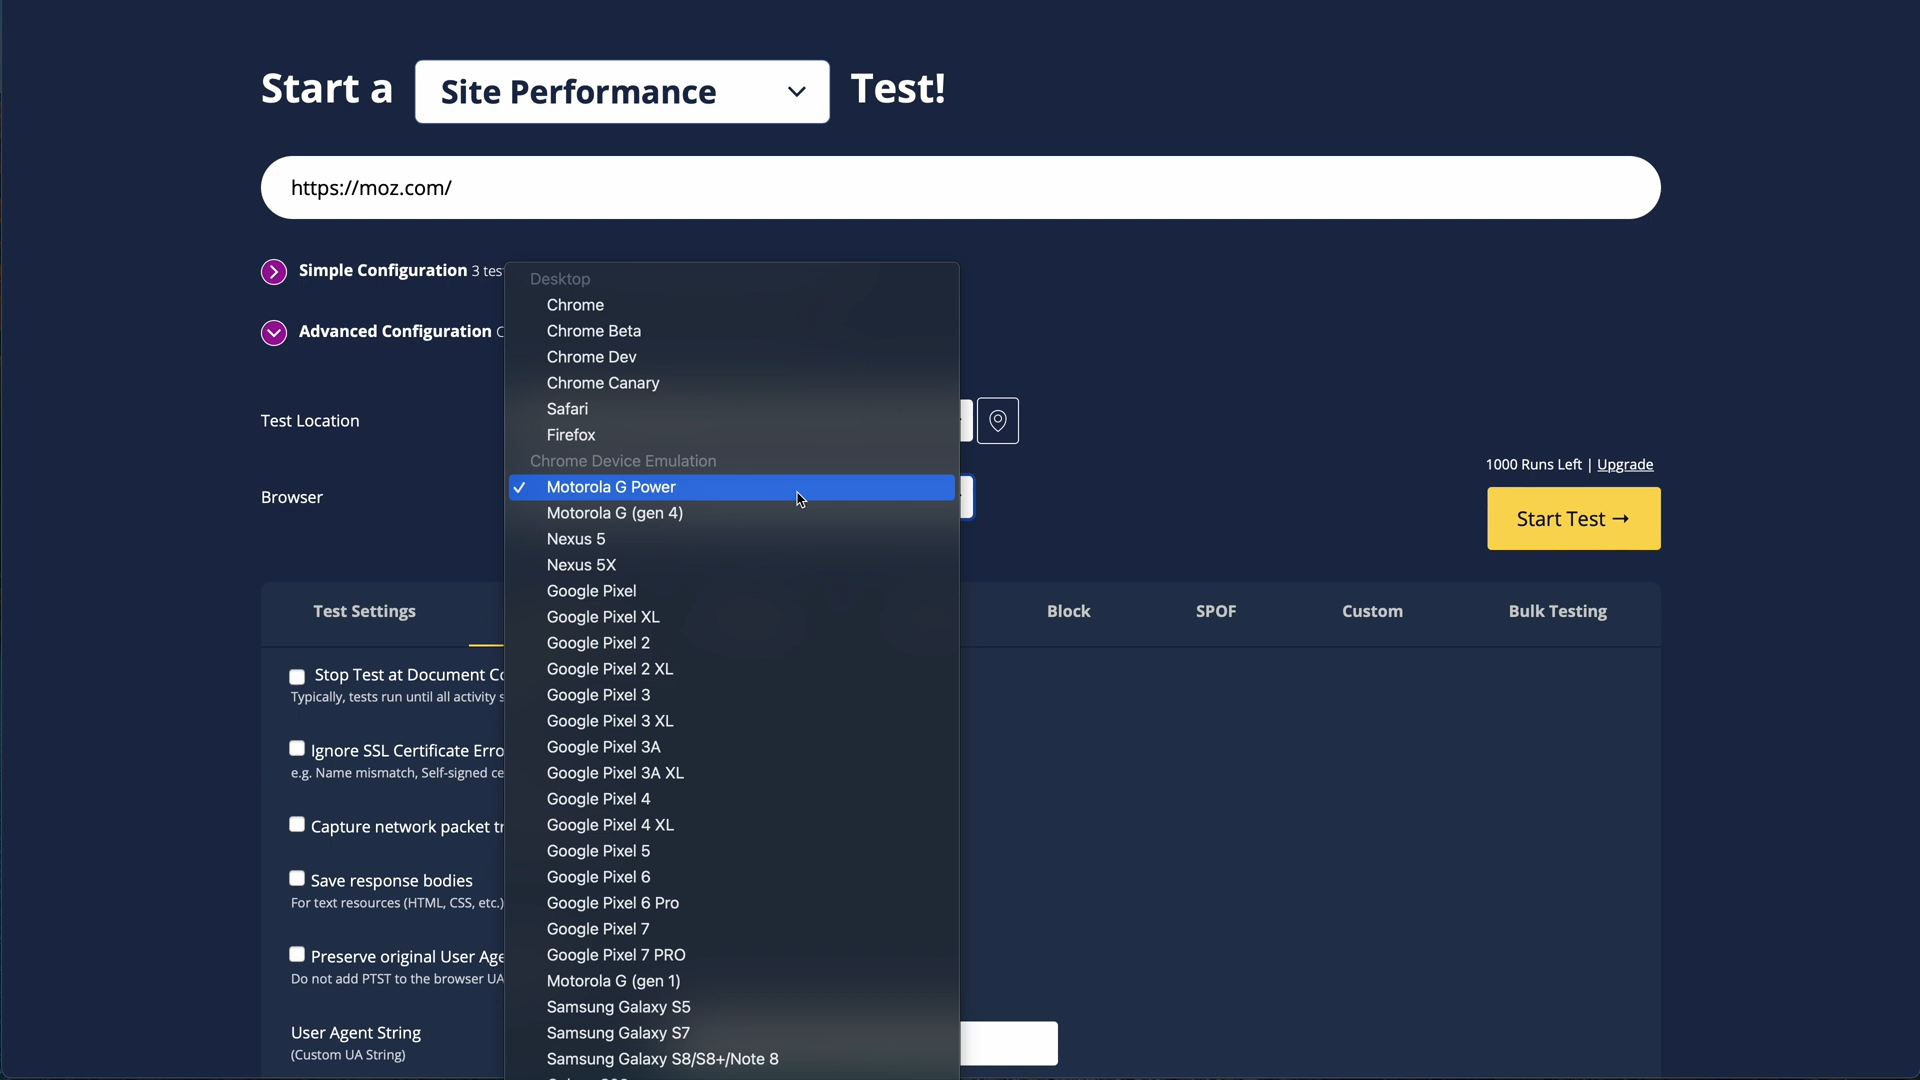 Start a Site Performance Test!
https://moz.com/
Simple Configuration 3 tes
Advanced Configuration
Test Location
Browser
Desktop
Chrome
Chrome Beta
Chrome Dev
Chrome Canary
Safari
Firefox
Chrome Device Emulation
✓ Motorola G Power
Motorola G (gen 4)
Nexus 5
Nexus 5X
Google Pixel
Google Pixel XL
Google Pixel 2
Google Pixel 2 XL
Google Pixel 3
Google Pixel 3 XL
Google Pixel 3A
Google Pixel 3A XL
Google Pixel 4
Google Pixel 4 XL
Google Pixel 5
Google Pixel 6
Google Pixel 6 Pro
Google Pixel 7
Google Pixel 7 PRO
Motorola G (gen 1)
Samsung Galaxy S5
Samsung Galaxy S7
Samsung Galaxy S8/S8+/Note 8
1000 Runs Left | Upgrade
Start Test →
Test Settings
Block
SPOF
Custom
Bulk Testing
Stop Test at Document Co
Typically, tests run until all activity s
Ignore SSL Certificate Erro
e.g. Name mismatch, Self-signed ce
Capture network packet tr
Save response bodies
For text resources (HTML, CSS, etc.)
Preserve original User Age
Do not add PTST to the browser UA
User Agent String
(Custom UA String)